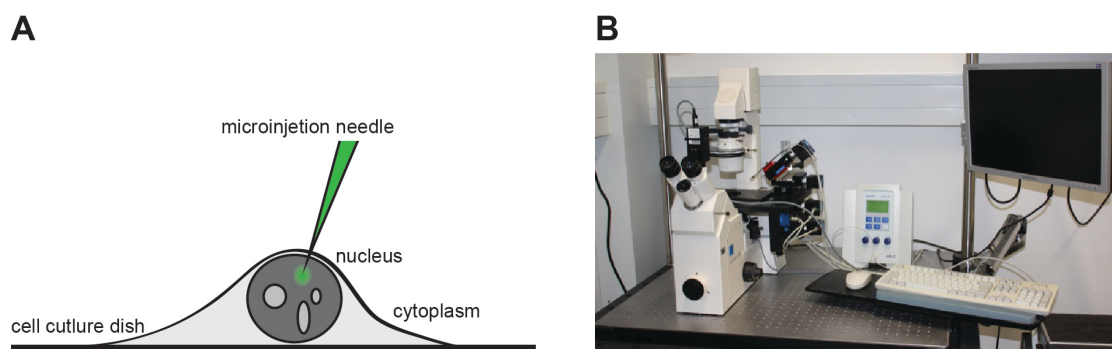 A
B
microinjetion needle
nucleus
cytoplasm
cell cutlure dish